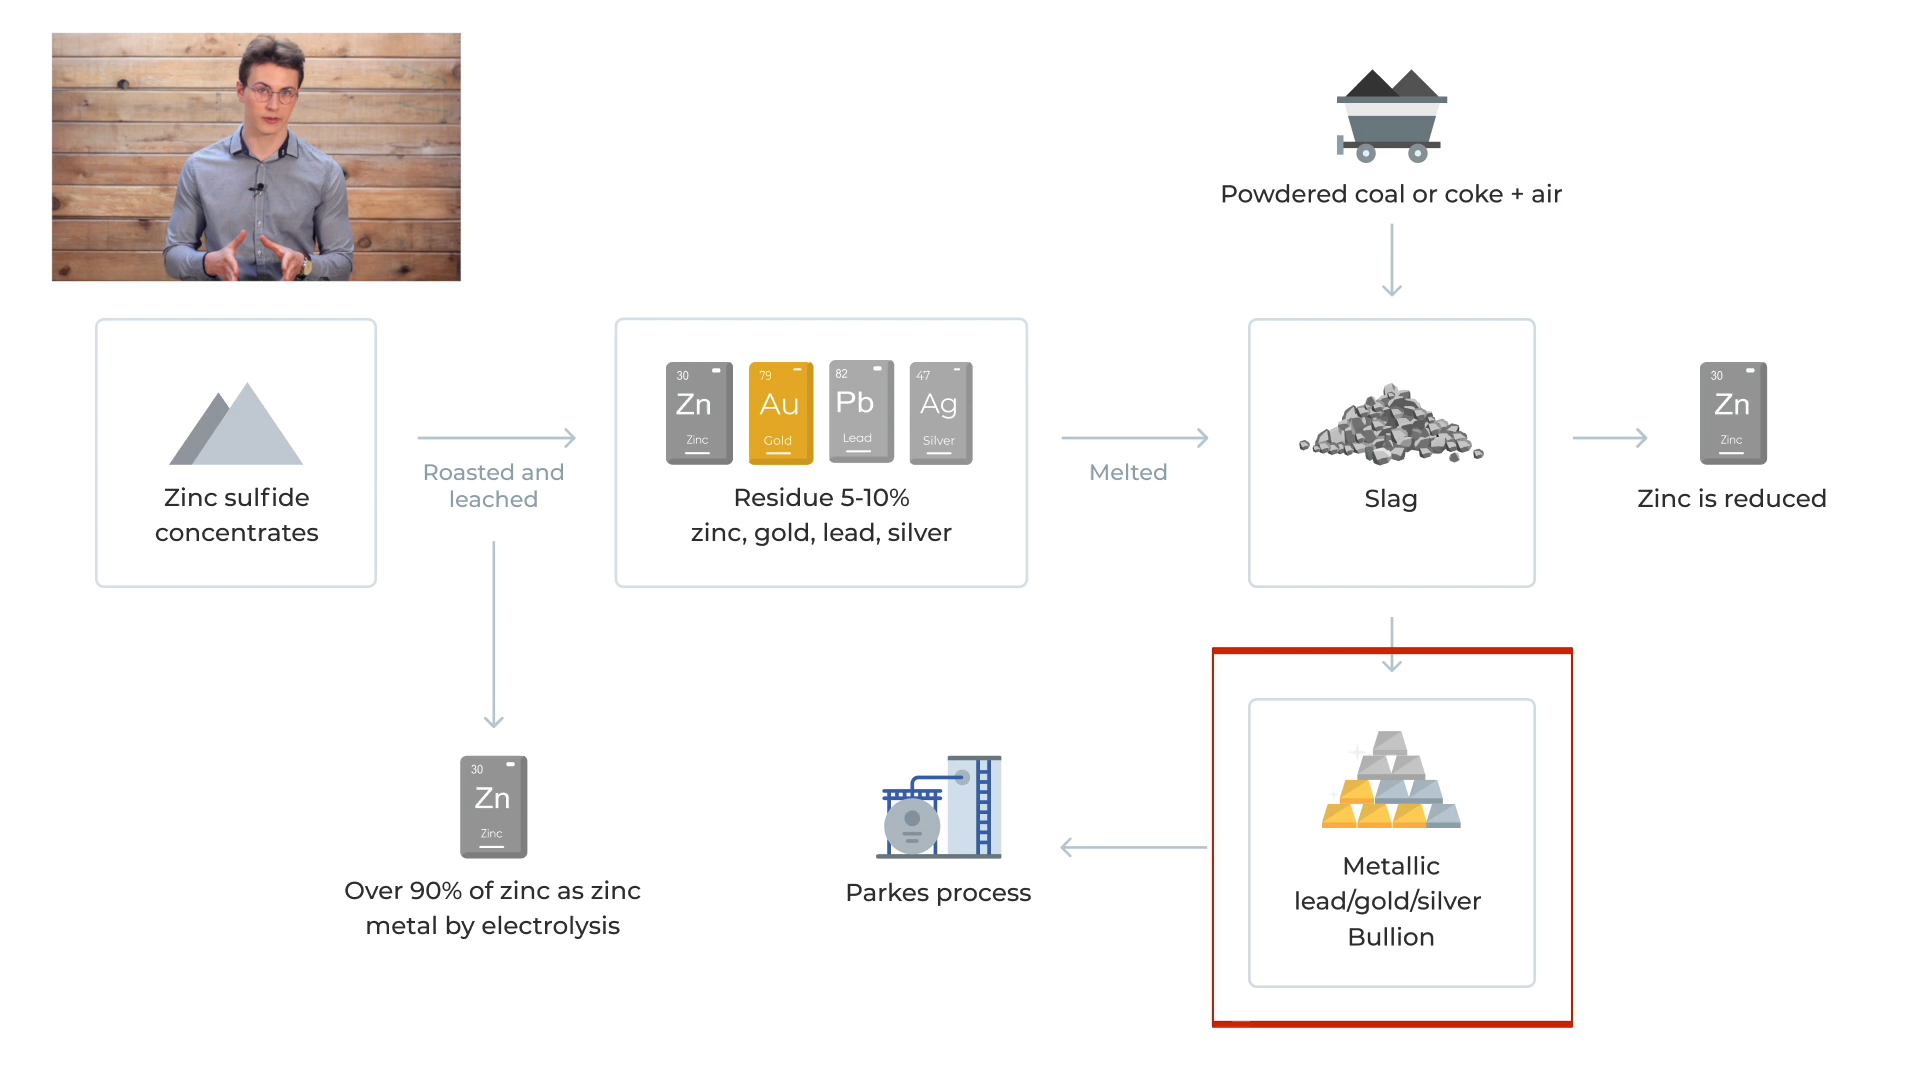 Powdered coal or coke + air
Zinc sulfide
concentrates
Roasted and
leached
30
Zn
Zinc
79
Au
Gold
82
Pb
Lead
47
Ag
Silver
Residue 5-10%
zinc, gold, lead, silver
Melted
Slag
30
Zn
Zinc
Zinc is reduced
30
Zn
Zinc
Over 90% of zinc as zinc
metal by electrolysis
Parkes process
Metallic
lead/gold/silver
Bullion